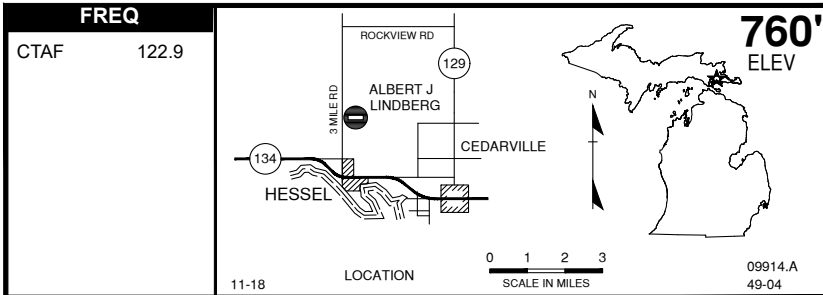 FREQ
CTAF 122.9
ROCKVIEW RD
129
3 MILE RD
ALBERT J
LINDBERG
CEDARVILLE
134
HESSEL
N
760'
ELEV
0 1 2 3
SCALE IN MILES
LOCATION
11-18
09914.A
49-04